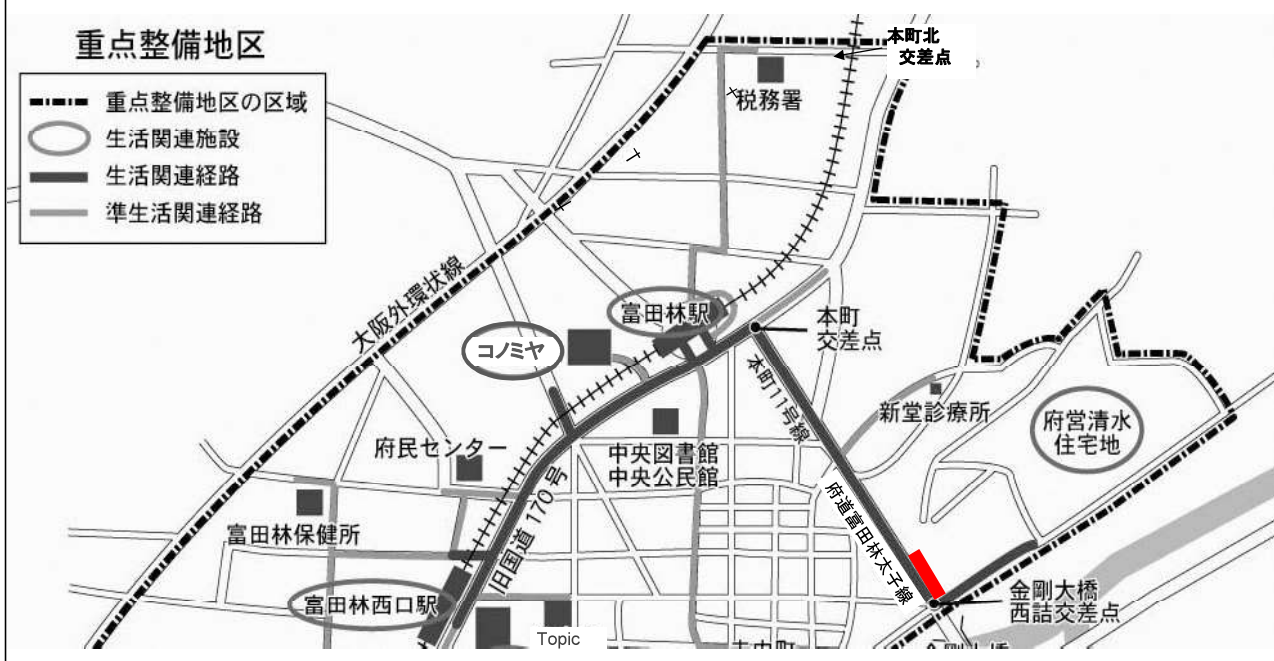 重点整備地区
重点整備地区の区域
生活関連施設
生活関連経路
準生活関連経路
本町北
交差点
税務署
大阪外環状線
富田林駅
本町
交差点
コノミヤ
本町11号線
新堂診療所
府営清水
住宅地
府民センター
中央図書館
中央公民館
旧国道170号
府道富田林太子線
富田林保健所
富田林西口駅
金剛大橋
西詰交差点
Topic